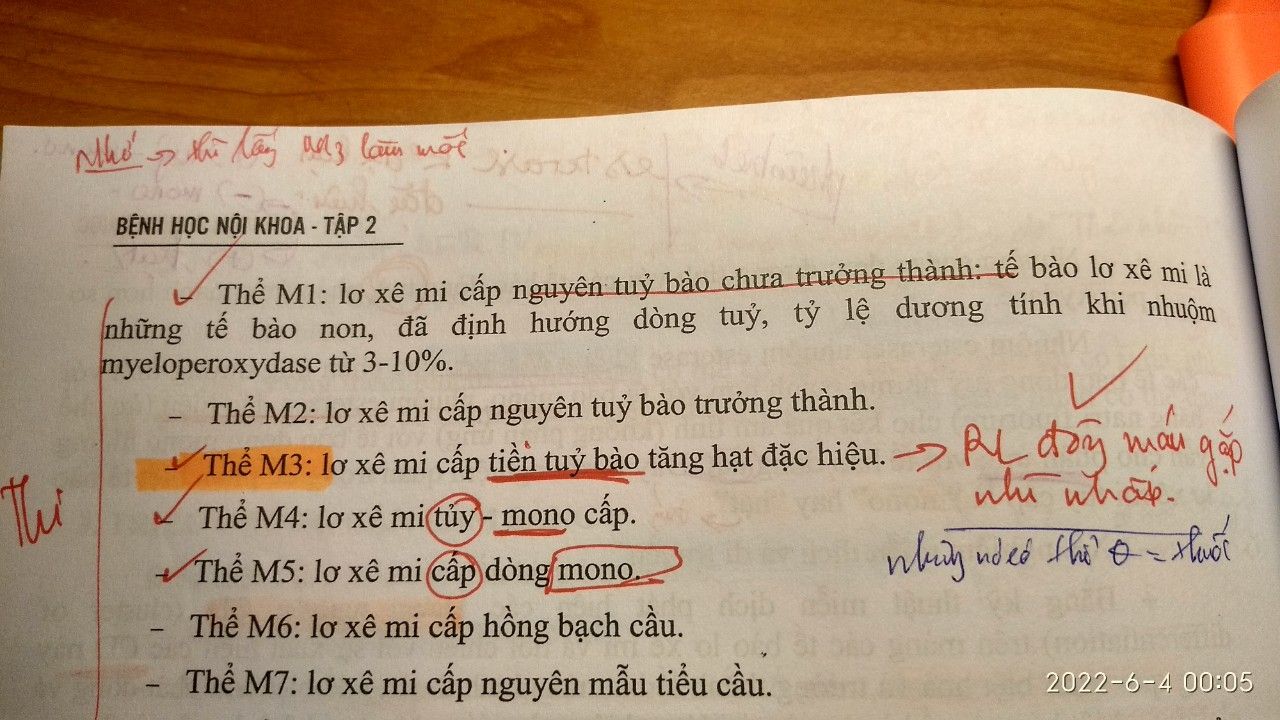 Nhớ → thì lấy M3 làm mốc
BỆNH HỌC NỘI KHOA - TẬP 2
– Thể M1: lơ xê mi cấp nguyên tuỷ bào chưa trưởng thành: tế bào lơ xê mi là
những tế bào non, đã định hướng dòng tuỷ, tỷ lệ dương tính khi nhuộm
myeloperoxydase từ 3-10%.
– Thể M2: lơ xê mi cấp nguyên tuỷ bào trưởng thành.
– Thể M3: lơ xê mi cấp tiền tuỷ bào tăng hạt đặc hiệu. → RL đông máu gặp
nhì nhấp.
– Thể M4: lơ xê mi tủy - mono cấp.
Thi
nhưng có thể θ = thuốc
– Thể M5: lơ xê mi cấp dòng mono.
– Thể M6: lơ xê mi cấp hồng bạch cầu.
– Thể M7: lơ xê mi cấp nguyên mẫu tiểu cầu.
2022-6-4 00:05